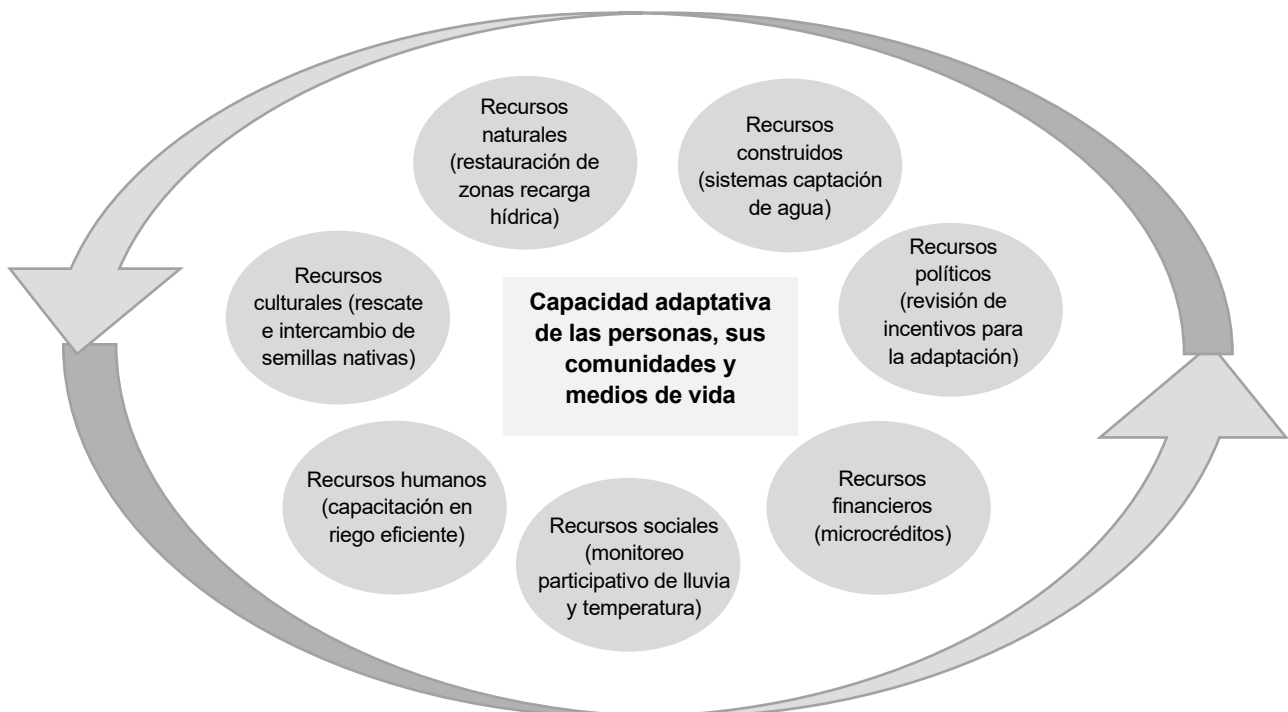 Recursos
naturales
(restauración de
zonas recarga
hídrica)
Recursos
construidos
(sistemas captación
de agua)
Recursos
culturales (rescate
e intercambio de
semillas nativas)
Capacidad adaptativa
de las personas, sus
comunidades y
medios de vida
Recursos
políticos
(revisión de
incentivos para
la adaptación)
Recursos humanos
(capacitación en
riego eficiente)
Recursos sociales
(monitoreo
participativo de lluvia
y temperatura)
Recursos
financieros
(microcréditos)